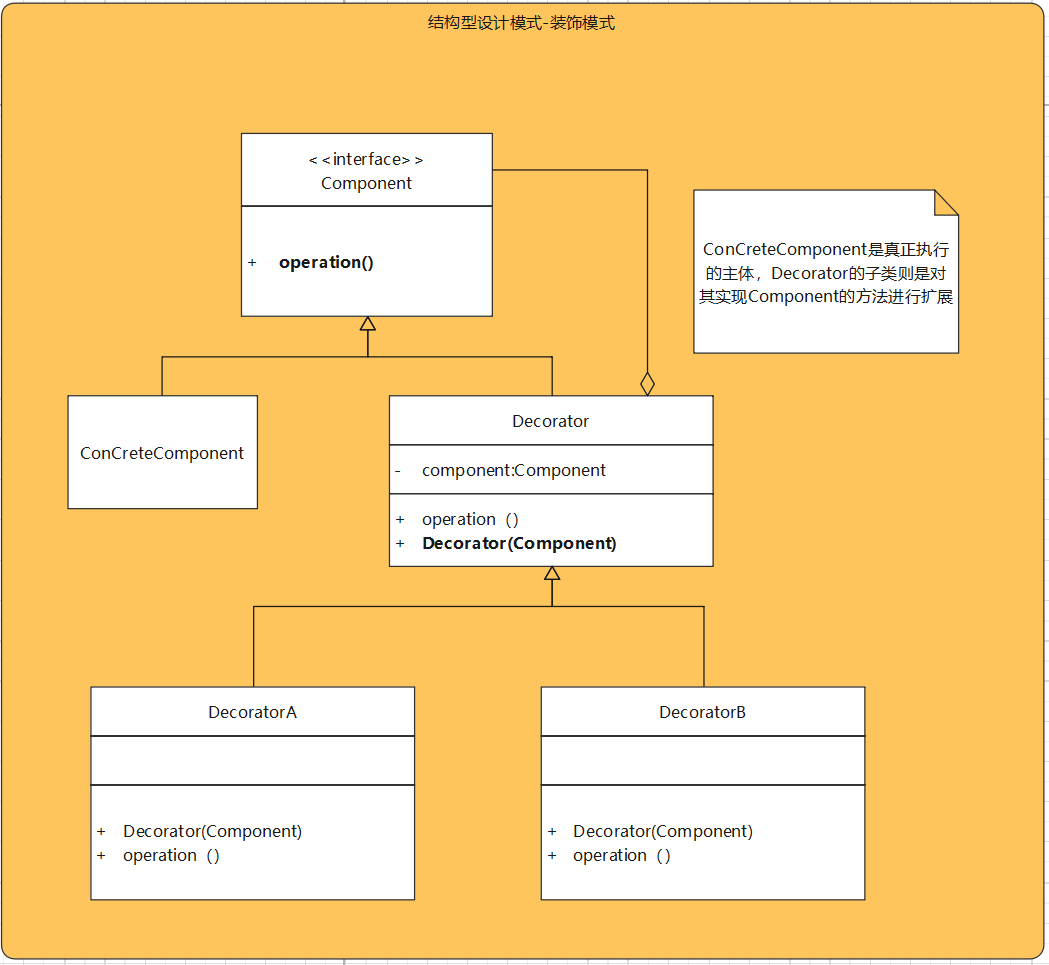 结构型设计模式-装饰模式
<<interface>>
Component
+ operation()
ConCreteComponent是真正执行
的主体，Decorator的子类则是对
其实现Component的方法进行扩展
ConCreteComponent
Decorator
- component:Component
+ operation（）
+ Decorator(Component)
DecoratorA
+ Decorator(Component)
+ operation（）
DecoratorB
+ Decorator(Component)
+ operation（）